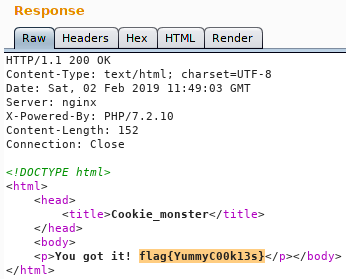 Response
Raw Headers Hex HTML Render
HTTP/1.1 200 OK
Content-Type: text/html; charset=UTF-8
Date: Sat, 02 Feb 2019 11:49:03 GMT
Server: nginx
X-Powered-By: PHP/7.2.10
Content-Length: 152
Connection: Close
<!DOCTYPE html>
<html>
<head>
<title>Cookie_monster</title>
</head>
<body>
<p>You got it! flag{YummyC00k13s}</p></body>
</html>